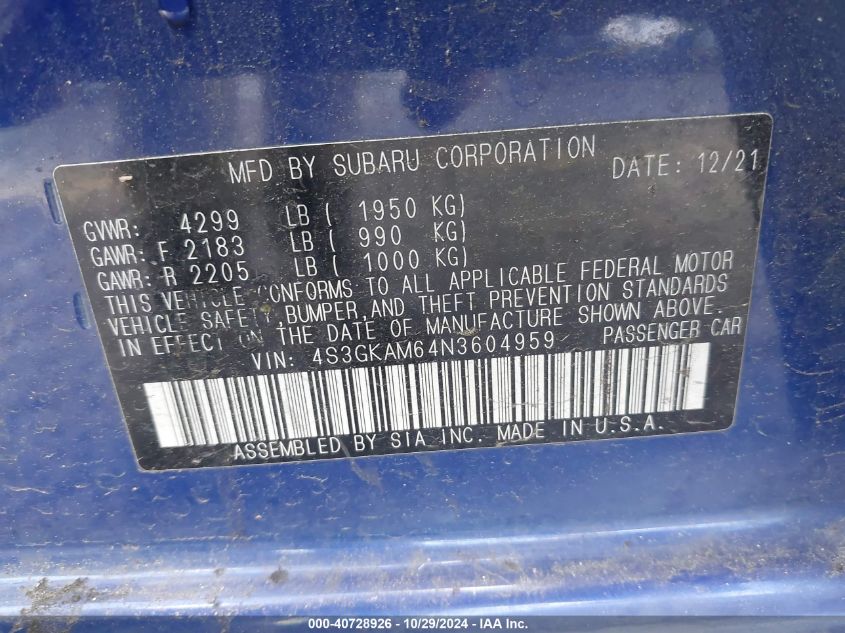 MFD BY SUBARU CORPORATION DATE: 12/21
GVWR: 4299 LB ( 1950 KG)
GAWR: F 2183 LB ( 990 KG)
GAWR: R 2205 LB ( 1000 KG)
THIS VEHICLE CONFORMS TO ALL APPLICABLE FEDERAL MOTOR
VEHICLE SAFETY, BUMPER, AND THEFT PREVENTION STANDARDS
IN EFFECT ON THE DATE OF MANUFACTURE SHOWN ABOVE.
VIN: 4S3GKAM64N3604959 PASSENGER CAR
ASSEMBLED BY SIA INC. MADE IN U.S.A.
000-40728926 - 10/29/2024 - IAA Inc.